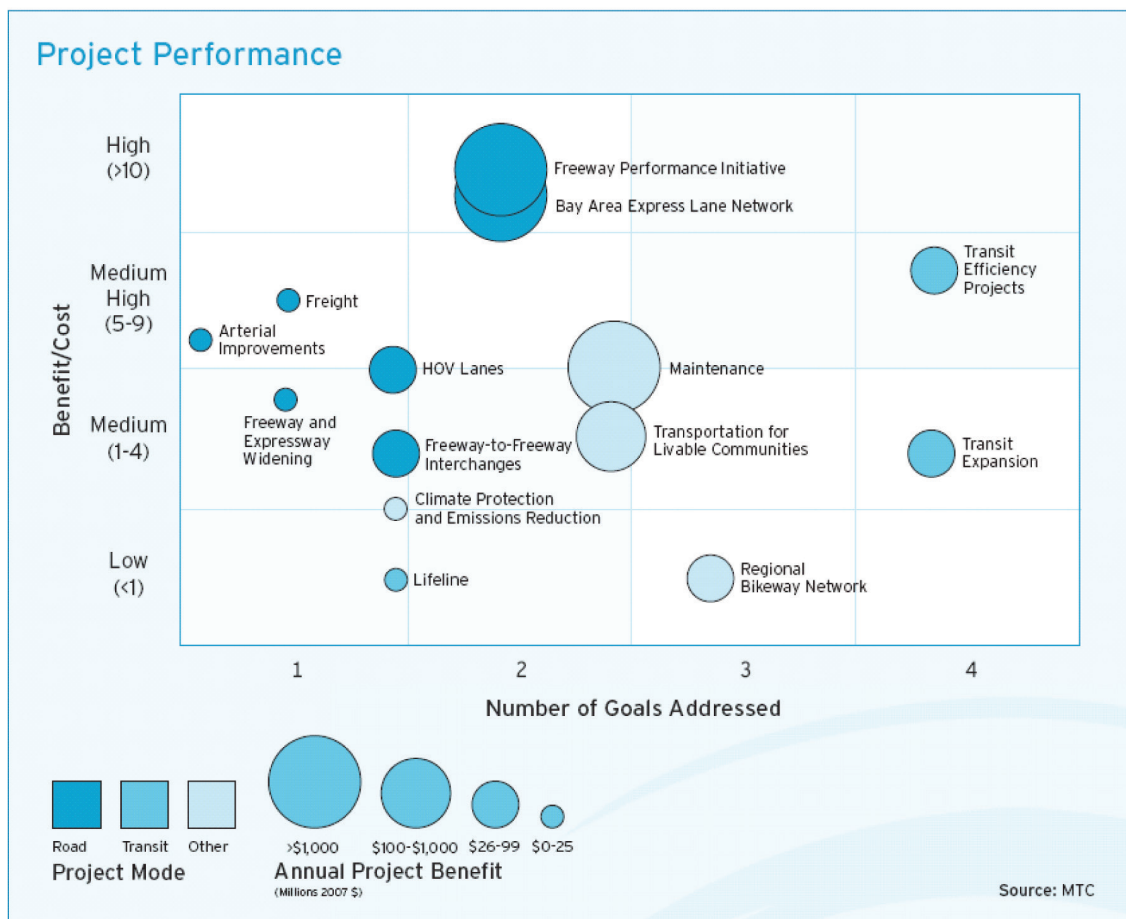 Project Performance
High
(>10)
Freeway Performance Initiative
Bay Area Express Lane Network
Medium
High
(5-9)
Transit
Efficiency
Projects
Freight
Arterial
Improvements
HOV Lanes
Maintenance
Benefit/Cost
Medium
(1-4)
Freeway and
Expressway
Widening
Freeway-to-Freeway
Interchanges
Transportation for
Livable Communities
Transit
Expansion
Climate Protection
and Emissions Reduction
Low
(<1)
Lifeline
Regional
Bikeway Network
1 2 3 4
Number of Goals Addressed
Road Transit Other
Project Mode
>$1,000 $100-$1,000 $26-99 $0-25
Annual Project Benefit
(Millions 2007 $)
Source: MTC